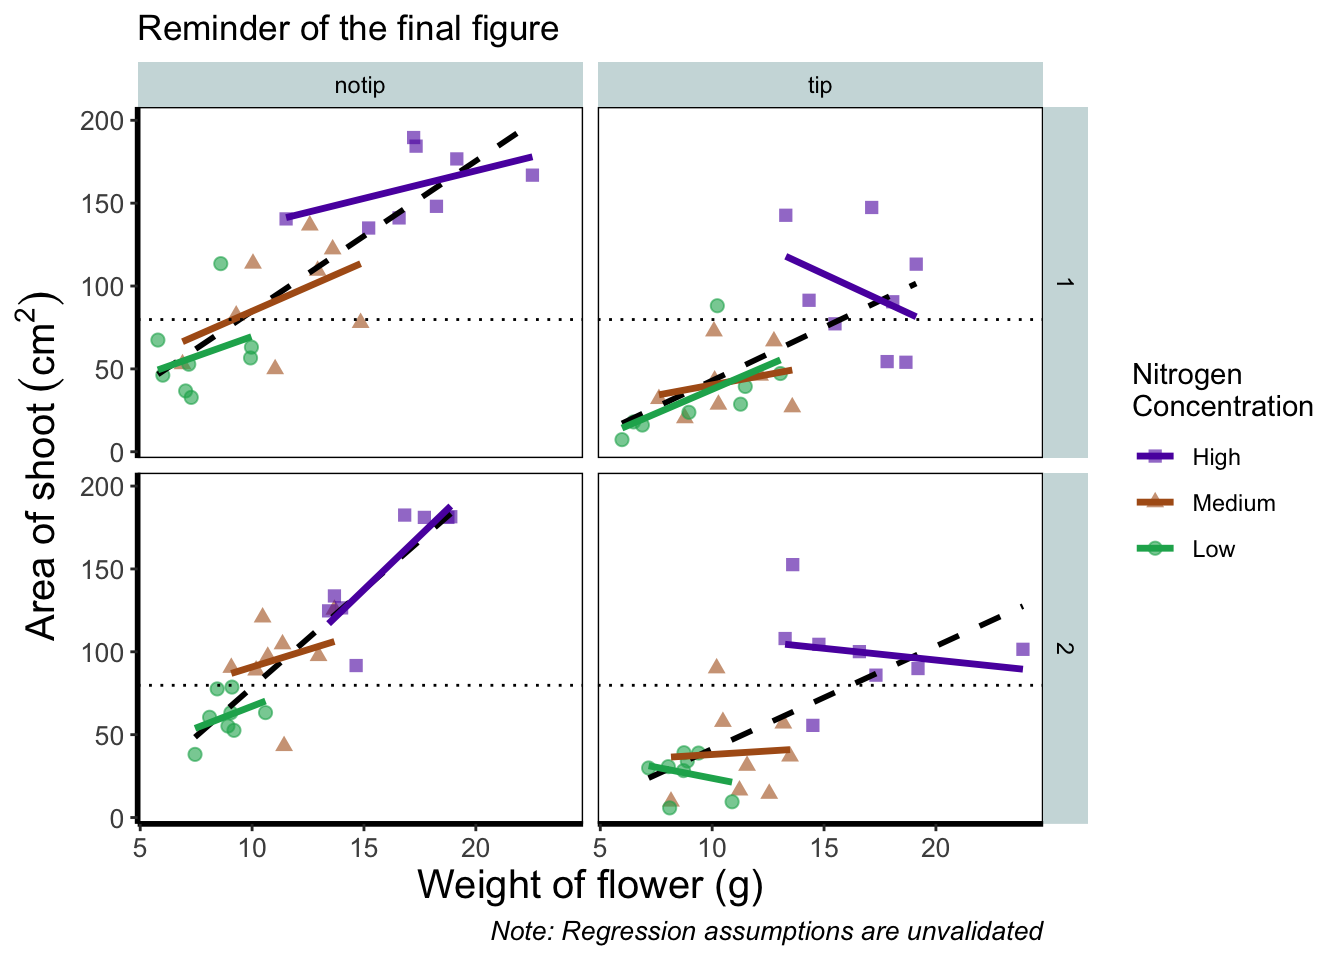 Reminder of the final figure
notip
tip
200
150
100
50
0
1
200
150
100
50
0
2
5
10
15
20
5
10
15
20
Area of shoot (cm²)
Weight of flower (g)
Note: Regression assumptions are unvalidated
Nitrogen
Concentration
High
Medium
Low